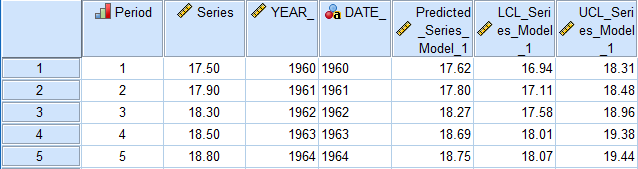 Period Series YEAR_ DATE_ Predicted_Series_Model_1 LCL_Series_Model_1 UCL_Series_Model_1
1 1 17.50 1960 1960 17.62 16.94 18.31
2 2 17.90 1961 1961 17.80 17.11 18.48
3 3 18.30 1962 1962 18.27 17.58 18.96
4 4 18.50 1963 1963 18.69 18.01 19.38
5 5 18.80 1964 1964 18.75 18.07 19.44